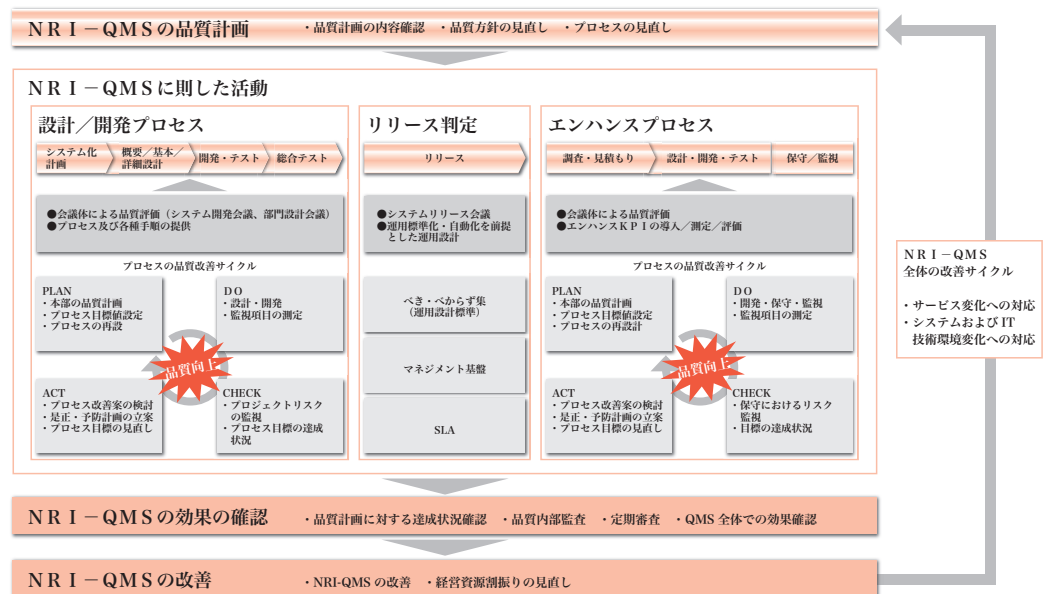 NRI－QMSの品質計画
・品質計画の内容確認 ・品質方針の見直し ・プロセスの見直し
NRI－QMSに則した活動
設計／開発プロセス
システム化
計画
概要／基本／
詳細設計
開発・テスト
総合テスト
●会議体による品質評価（システム開発会議、部門設計会議）
●プロセス及び各種手順の提供
プロセスの品質改善サイクル
PLAN
・本部の品質計画
・プロセス目標値設定
・プロセスの再設
DO
・設計・開発
・監視項目の測定
品質向上
ACT
・プロセス改善案の検討
・是正・予防計画の立案
・プロセス目標の見直し
CHECK
・プロジェクトリスク
の監視
・プロセス目標の達成
状況
リリース判定
リリース
●システムリリース会議
●運用標準化・自動化を前提
とした運用設計
べき・べからず集
（運用設計標準）
マネジメント基盤
SLA
エンハンスプロセス
調査・見積もり
設計・開発・テスト
保守／監視
●会議体による品質評価
●エンハンスＫＰＩの導入／測定／評価
プロセスの品質改善サイクル
PLAN
・本部の品質計画
・プロセス目標値設定
・プロセスの再設計
DO
・開発・保守・監視
・監視項目の測定
品質向上
ACT
・プロセス改善案の検討
・是正・予防計画の立案
・プロセス目標の見直し
CHECK
・保守におけるリスク
監視
・目標の達成状況
NRI－QMS
全体の改善サイクル
・サービス変化への対応
・システムおよび IT
技術環境変化への対応
NRI－QMSの効果の確認
・品質計画に対する達成状況確認 ・品質内部監査 ・定期審査 ・QMS 全体での効果確認
NRI－QMSの改善
・NRI-QMS の改善 ・経営資源割振りの見直し